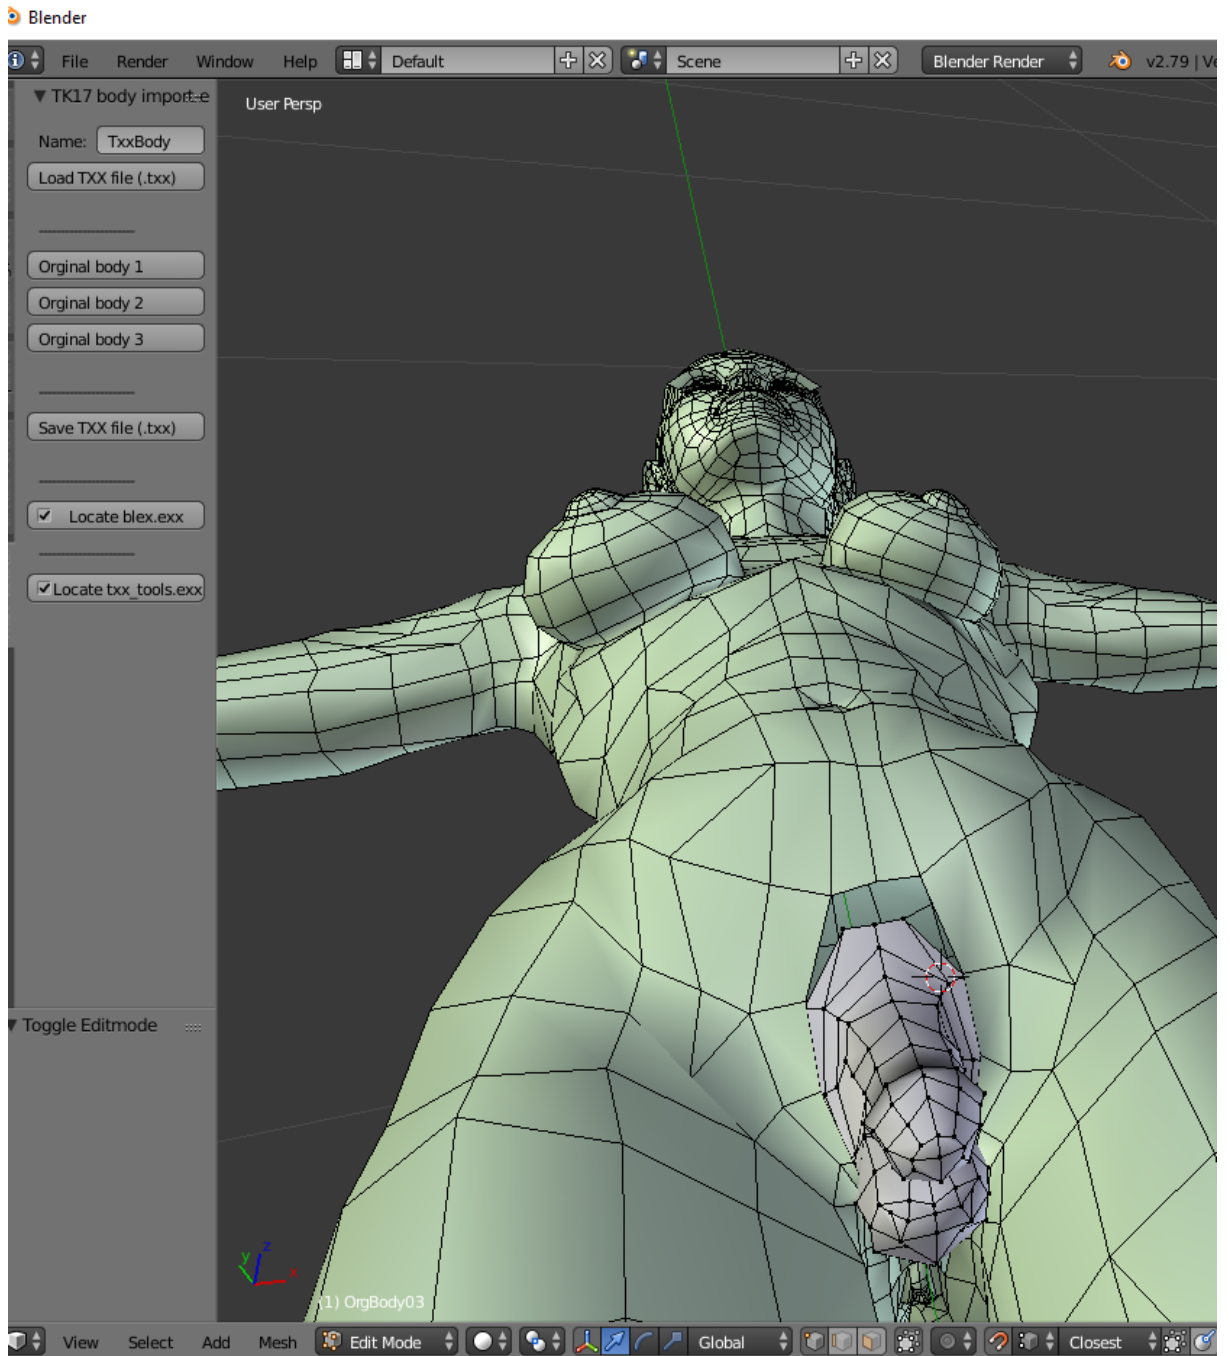 Blender
File Render Window Help Default Scene Blender Render v2.79 | Ve
TK17 body import-e
User Persp
Name: TxxBody
Load TXX file (.txx)
Orginal body 1
Orginal body 2
Orginal body 3
Save TXX file (.txx)
Locate blex.exx
Locate txx_tools.exx
Toggle Editmode
y z x
(1) OrgBody03
View Select Add Mesh Edit Mode Global Closest